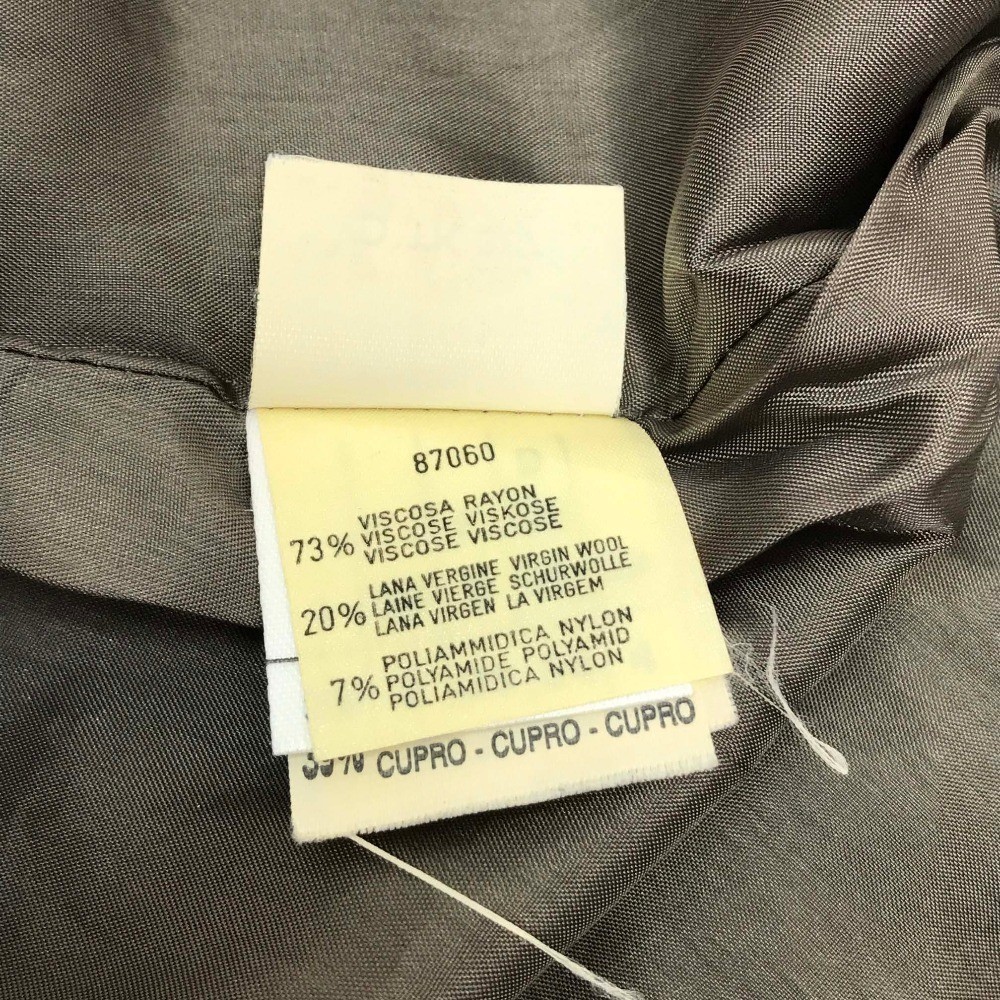 87060
VISCOSA RAYON
VISCOSE VISKOSE
73% VISCOSE VISCOSE
LANA VERGINE VIRGIN WOOL
20% LAINE VIERGE SCHURWOLLE
LANA VIRGEN LA VIRGEM
POLIAMMIDICA NYLON
7% POLYAMIDE POLYAMID
POLIAMIDICA NYLON
CUPRO - CUPRO - CUPRO